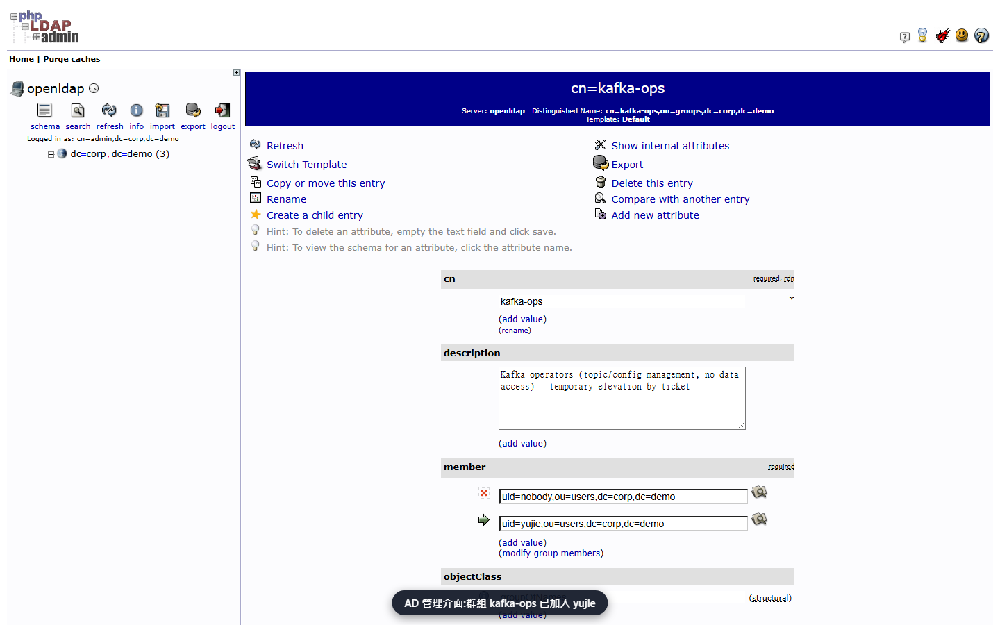 php
LDAP
admin
Home | Purge caches
openldap
schema search refresh info import export logout
Logged in as: cn=admin,dc=corp,dc=demo
dc=corp,dc=demo (3)
cn=kafka-ops
Server: openldap Distinguished Name: cn=kafka-ops,ou=groups,dc=corp,dc=demo
Template: Default
Refresh
Show internal attributes
Switch Template
Export
Copy or move this entry
Delete this entry
Rename
Compare with another entry
Create a child entry
Add new attribute
Hint: To delete an attribute, empty the text field and click save.
Hint: To view the schema for an attribute, click the attribute name.
cn
required, rdn
kafka-ops
*
(add value)
(rename)
description
Kafka operators (topic/config management, no data
access) - temporary elevation by ticket
(add value)
member
required
uid=nobody,ou=users,dc=corp,dc=demo
uid=yujie,ou=users,dc=corp,dc=demo
(add value)
(modify group members)
objectClass
(structural)
AD 管理介面:群組 kafka-ops 已加入 yujie
(add value)